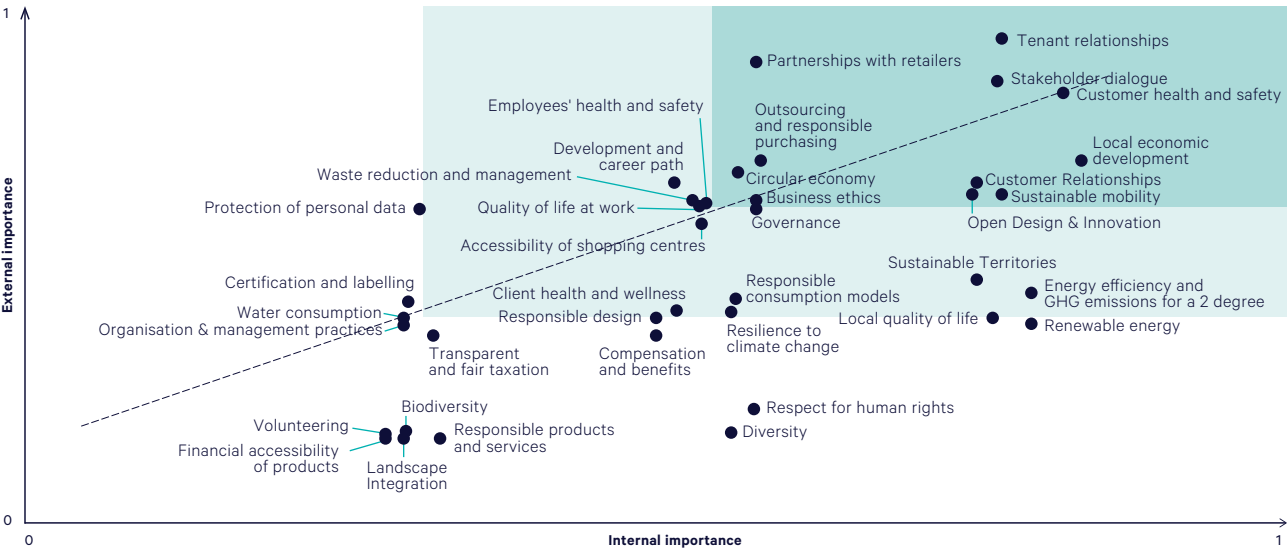 1
Tenant relationships
Partnerships with retailers
Stakeholder dialogue
Customer health and safety
Employees' health and safety
Outsourcing
and responsible
purchasing
Development and
career path
Local economic
development
Waste reduction and management
Circular economy
Customer Relationships
Business ethics
Sustainable mobility
Protection of personal data
Quality of life at work
Governance
Open Design & Innovation
Accessibility of shopping centres
Sustainable Territories
Certification and labelling
Client health and wellness
Responsible
consumption models
Energy efficiency and
GHG emissions for a 2 degree
Water consumption
Responsible design
Local quality of life
Organisation & management practices
Resilience to
climate change
Renewable energy
Transparent
and fair taxation
Compensation
and benefits
Biodiversity
Respect for human rights
Volunteering
Responsible products
and services
Diversity
Financial accessibility
of products
Landscape
Integration
External importance
0
0
Internal importance
1